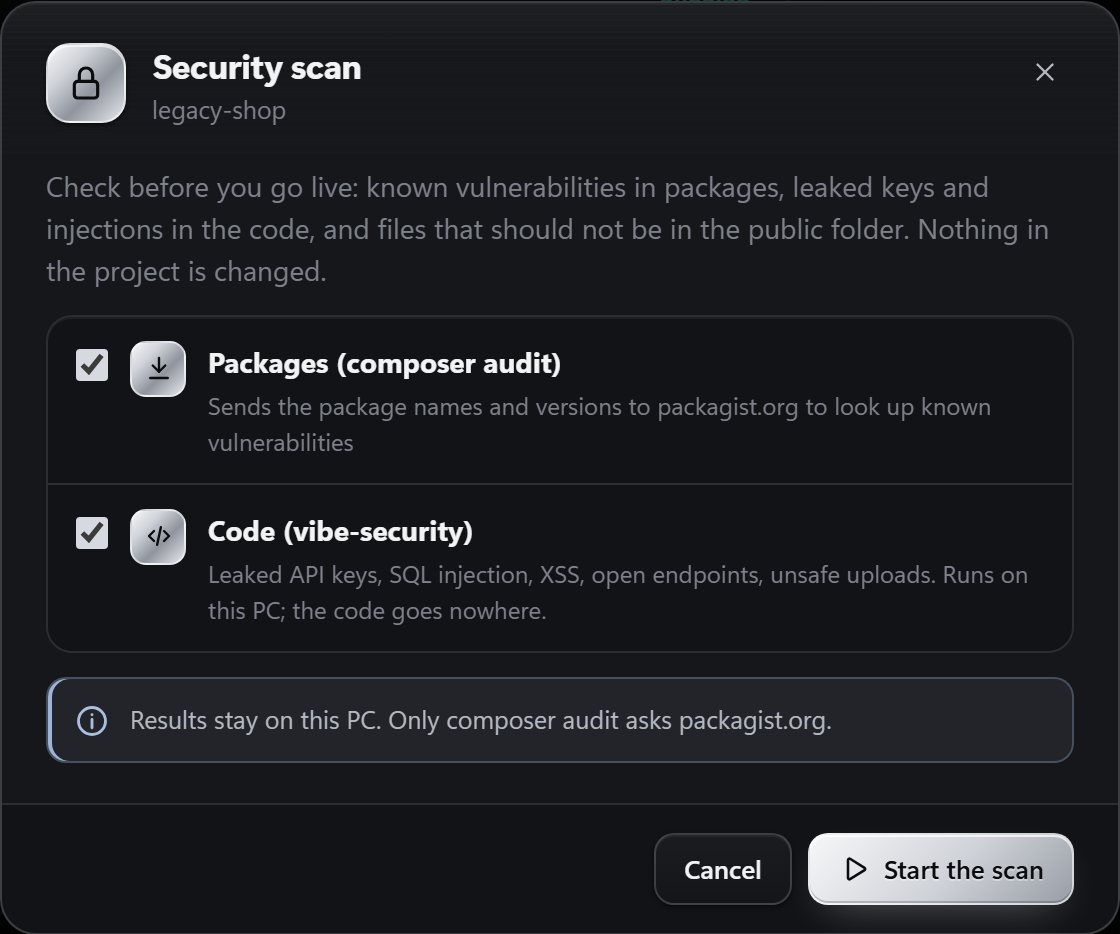 Security scan
legacy-shop
Check before you go live: known vulnerabilities in packages, leaked keys and
injections in the code, and files that should not be in the public folder. Nothing in
the project is changed.
Packages (composer audit)
Sends the package names and versions to packagist.org to look up known
vulnerabilities
Code (vibe-security)
Leaked API keys, SQL injection, XSS, open endpoints, unsafe uploads. Runs on
this PC; the code goes nowhere.
Results stay on this PC. Only composer audit asks packagist.org.
Cancel
Start the scan